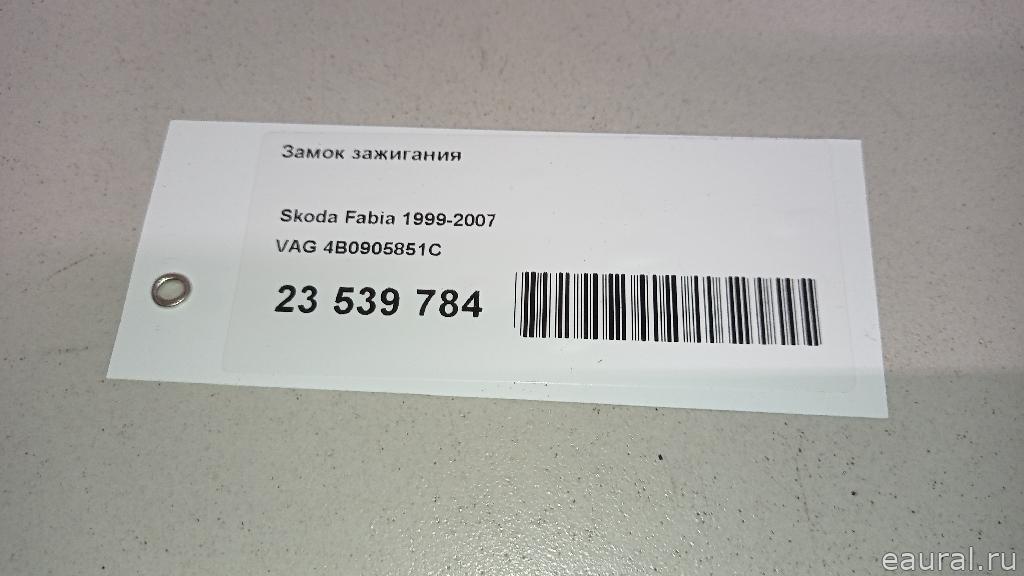 Замок зажигания
Skoda Fabia 1999-2007
VAG 4B0905851C
23 539 784
eaural.ru